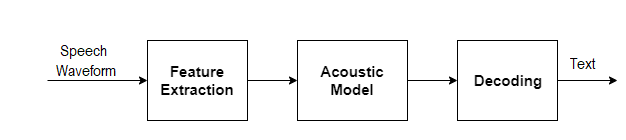 Speech
Waveform
Feature
Extraction
Acoustic
Model
Decoding
Text